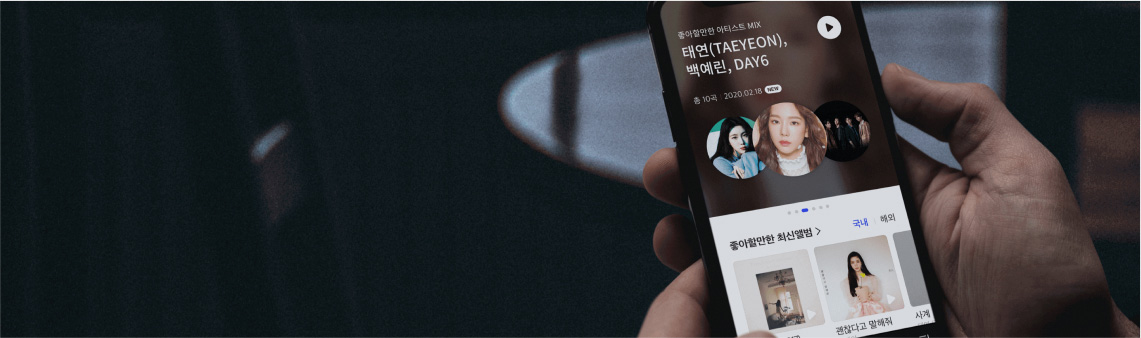 좋아할만한 아티스트 MIX
태연(TAEYEON),
백예린, DAY6
총 10곡 2020.02.18 NEW
좋아할만한 최신앨범 >
국내 | 해외
괜찮다고 말해줘
사계